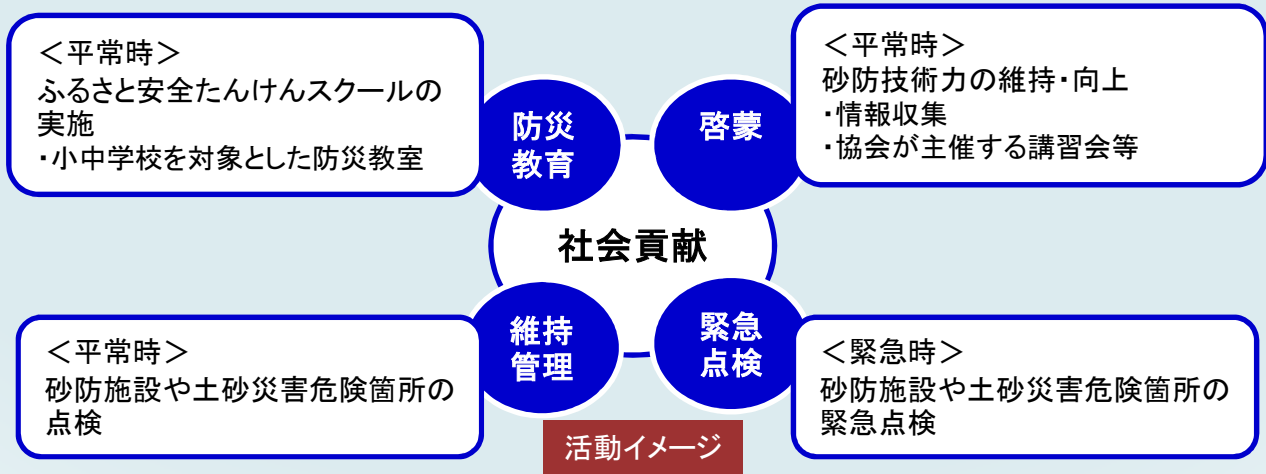 ＜平常時＞
ふるさと安全たんけんスクールの
実施
・小中学校を対象とした防災教室
防災
教育
啓蒙
＜平常時＞
砂防技術力の維持・向上
・情報収集
・協会が主催する講習会等
社会貢献
＜平常時＞
砂防施設や土砂災害危険箇所の
点検
維持
管理
緊急
点検
＜緊急時＞
砂防施設や土砂災害危険箇所の
緊急点検
活動イメージ